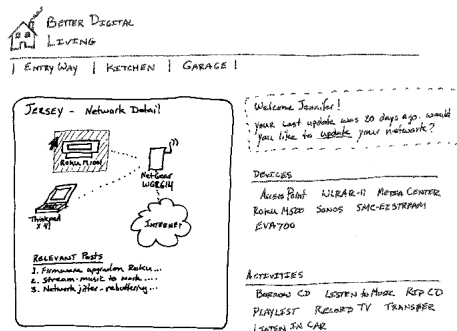 BETTER DIGITAL
LIVING
| ENTRY WAY | KITCHEN | GARAGE |
JERSEY - Network Detail
Roku M500
NetGear
WGR614
Thinkpad
X41
INTERNET
RELEVANT POSTS
1. Firmware upgrade Roku...
2. Stream-music to work....
3. Network jitter-rebuffering...
Welcome Jennifer!
your last update was 20 days ago. would
you like to update your network?
DEVICES
Access Point WLRAR-11 MEDIA CENTER
ROKU M500 SONOS SMC-EZSTREAM
EVA700
ACTIVITIES
BORROW CD LISTEN to MUSIC RIP CD
PLAYLIST RECORD TV TRANSFER
LISTEN IN CAR